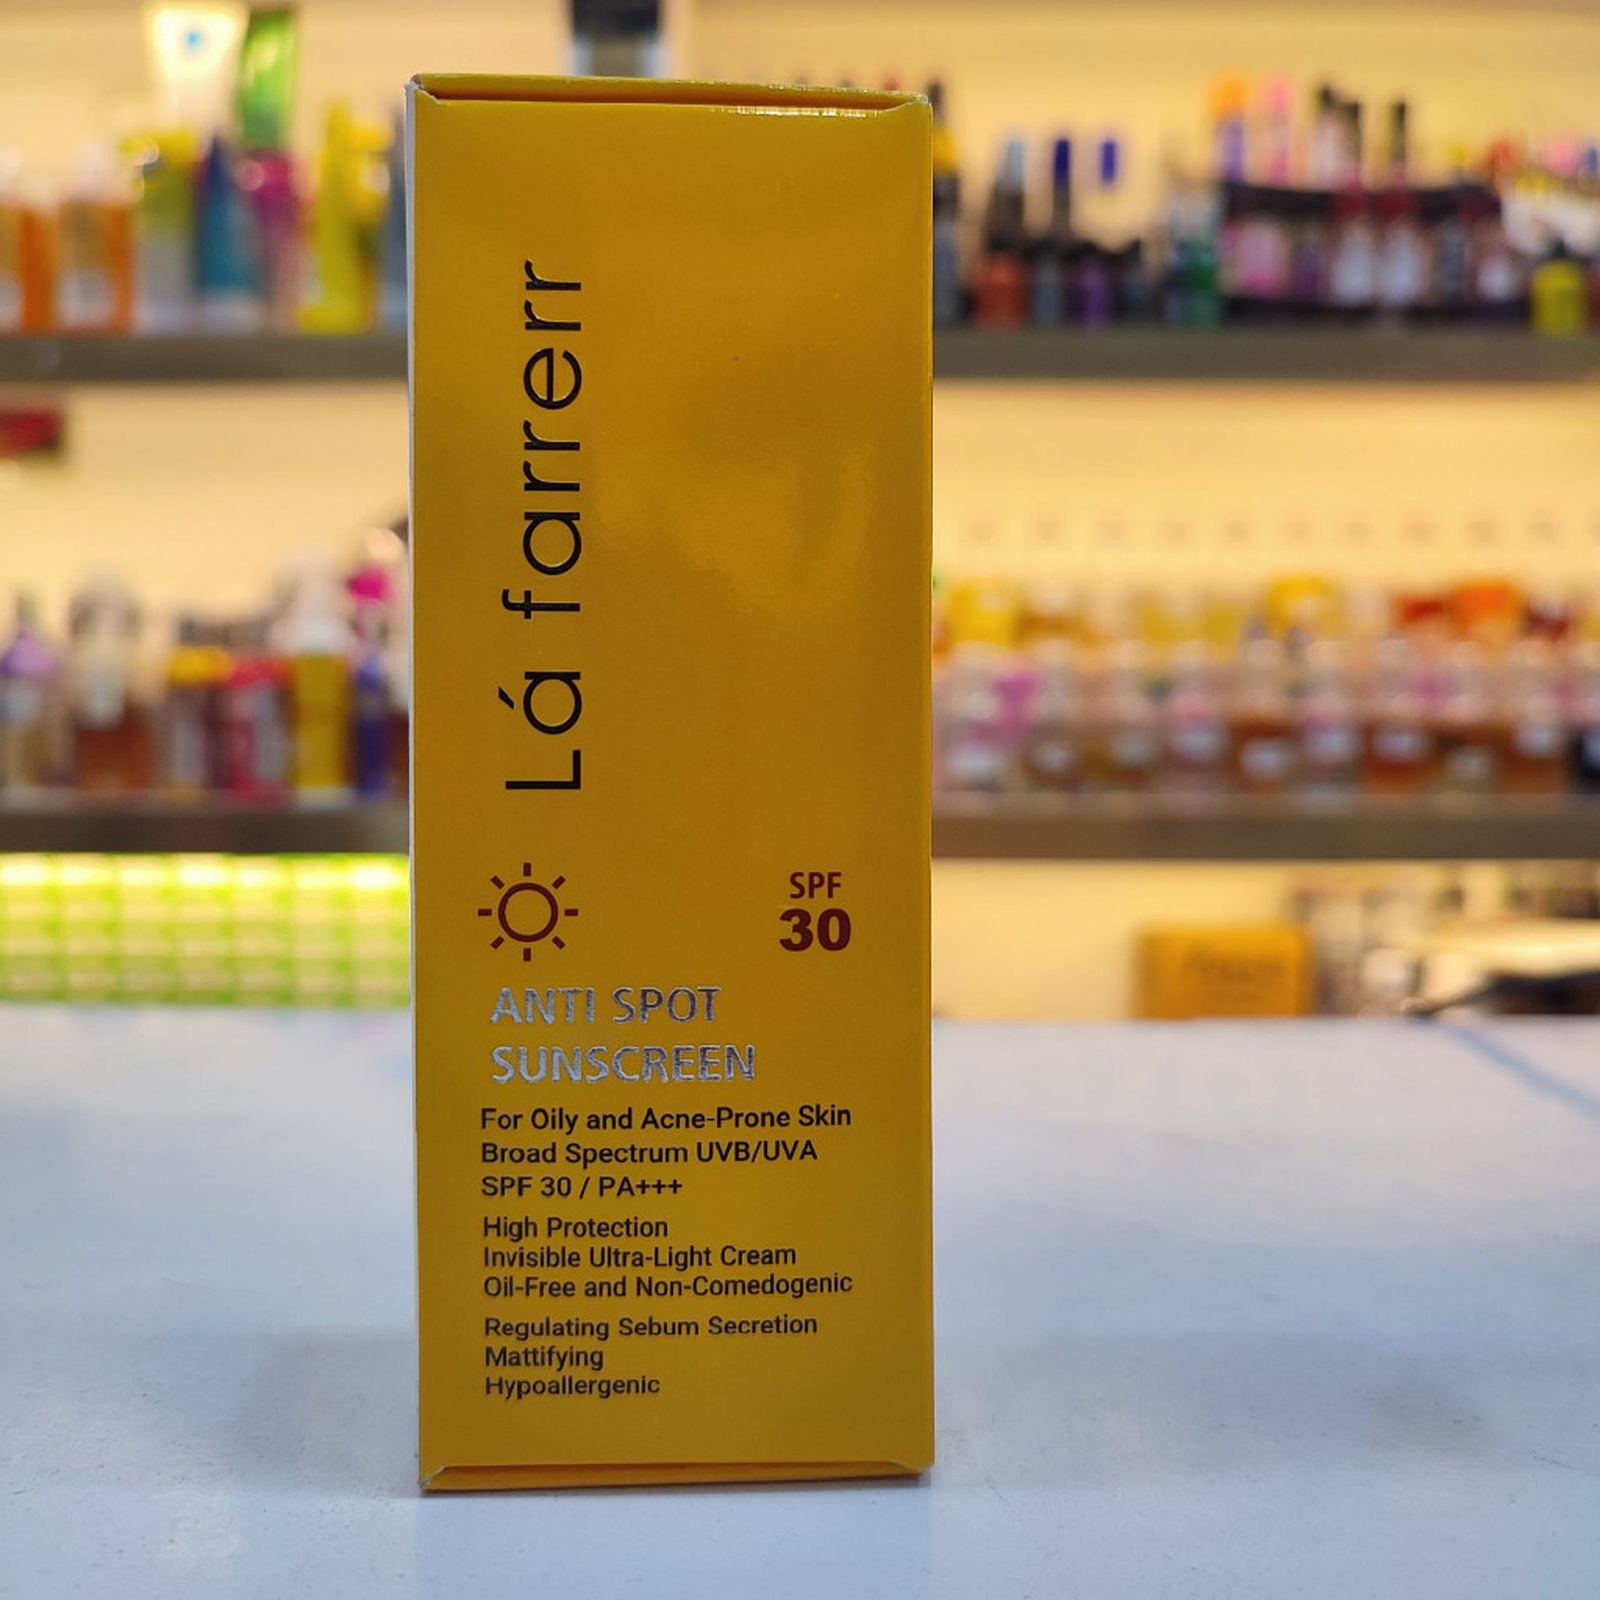 Lá farrerr
SPF
30
ANTI SPOT
SUNSCREEN
For Oily and Acne-Prone Skin
Broad Spectrum UVB/UVA
SPF 30 / PA+++
High Protection
Invisible Ultra-Light Cream
Oil-Free and Non-Comedogenic
Regulating Sebum Secretion
Mattifying
Hypoallergenic